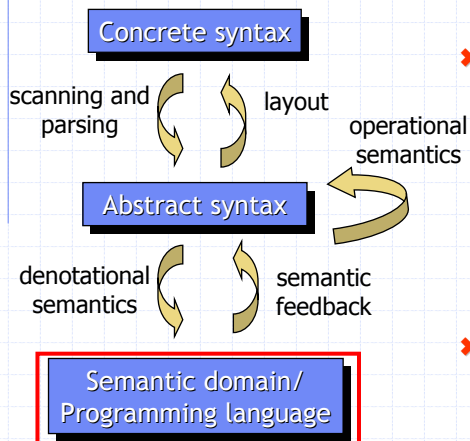 Concrete syntax
scanning and
parsing
layout
operational
semantics
Abstract syntax
denotational
semantics
semantic
feedback
Semantic domain/
Programming language